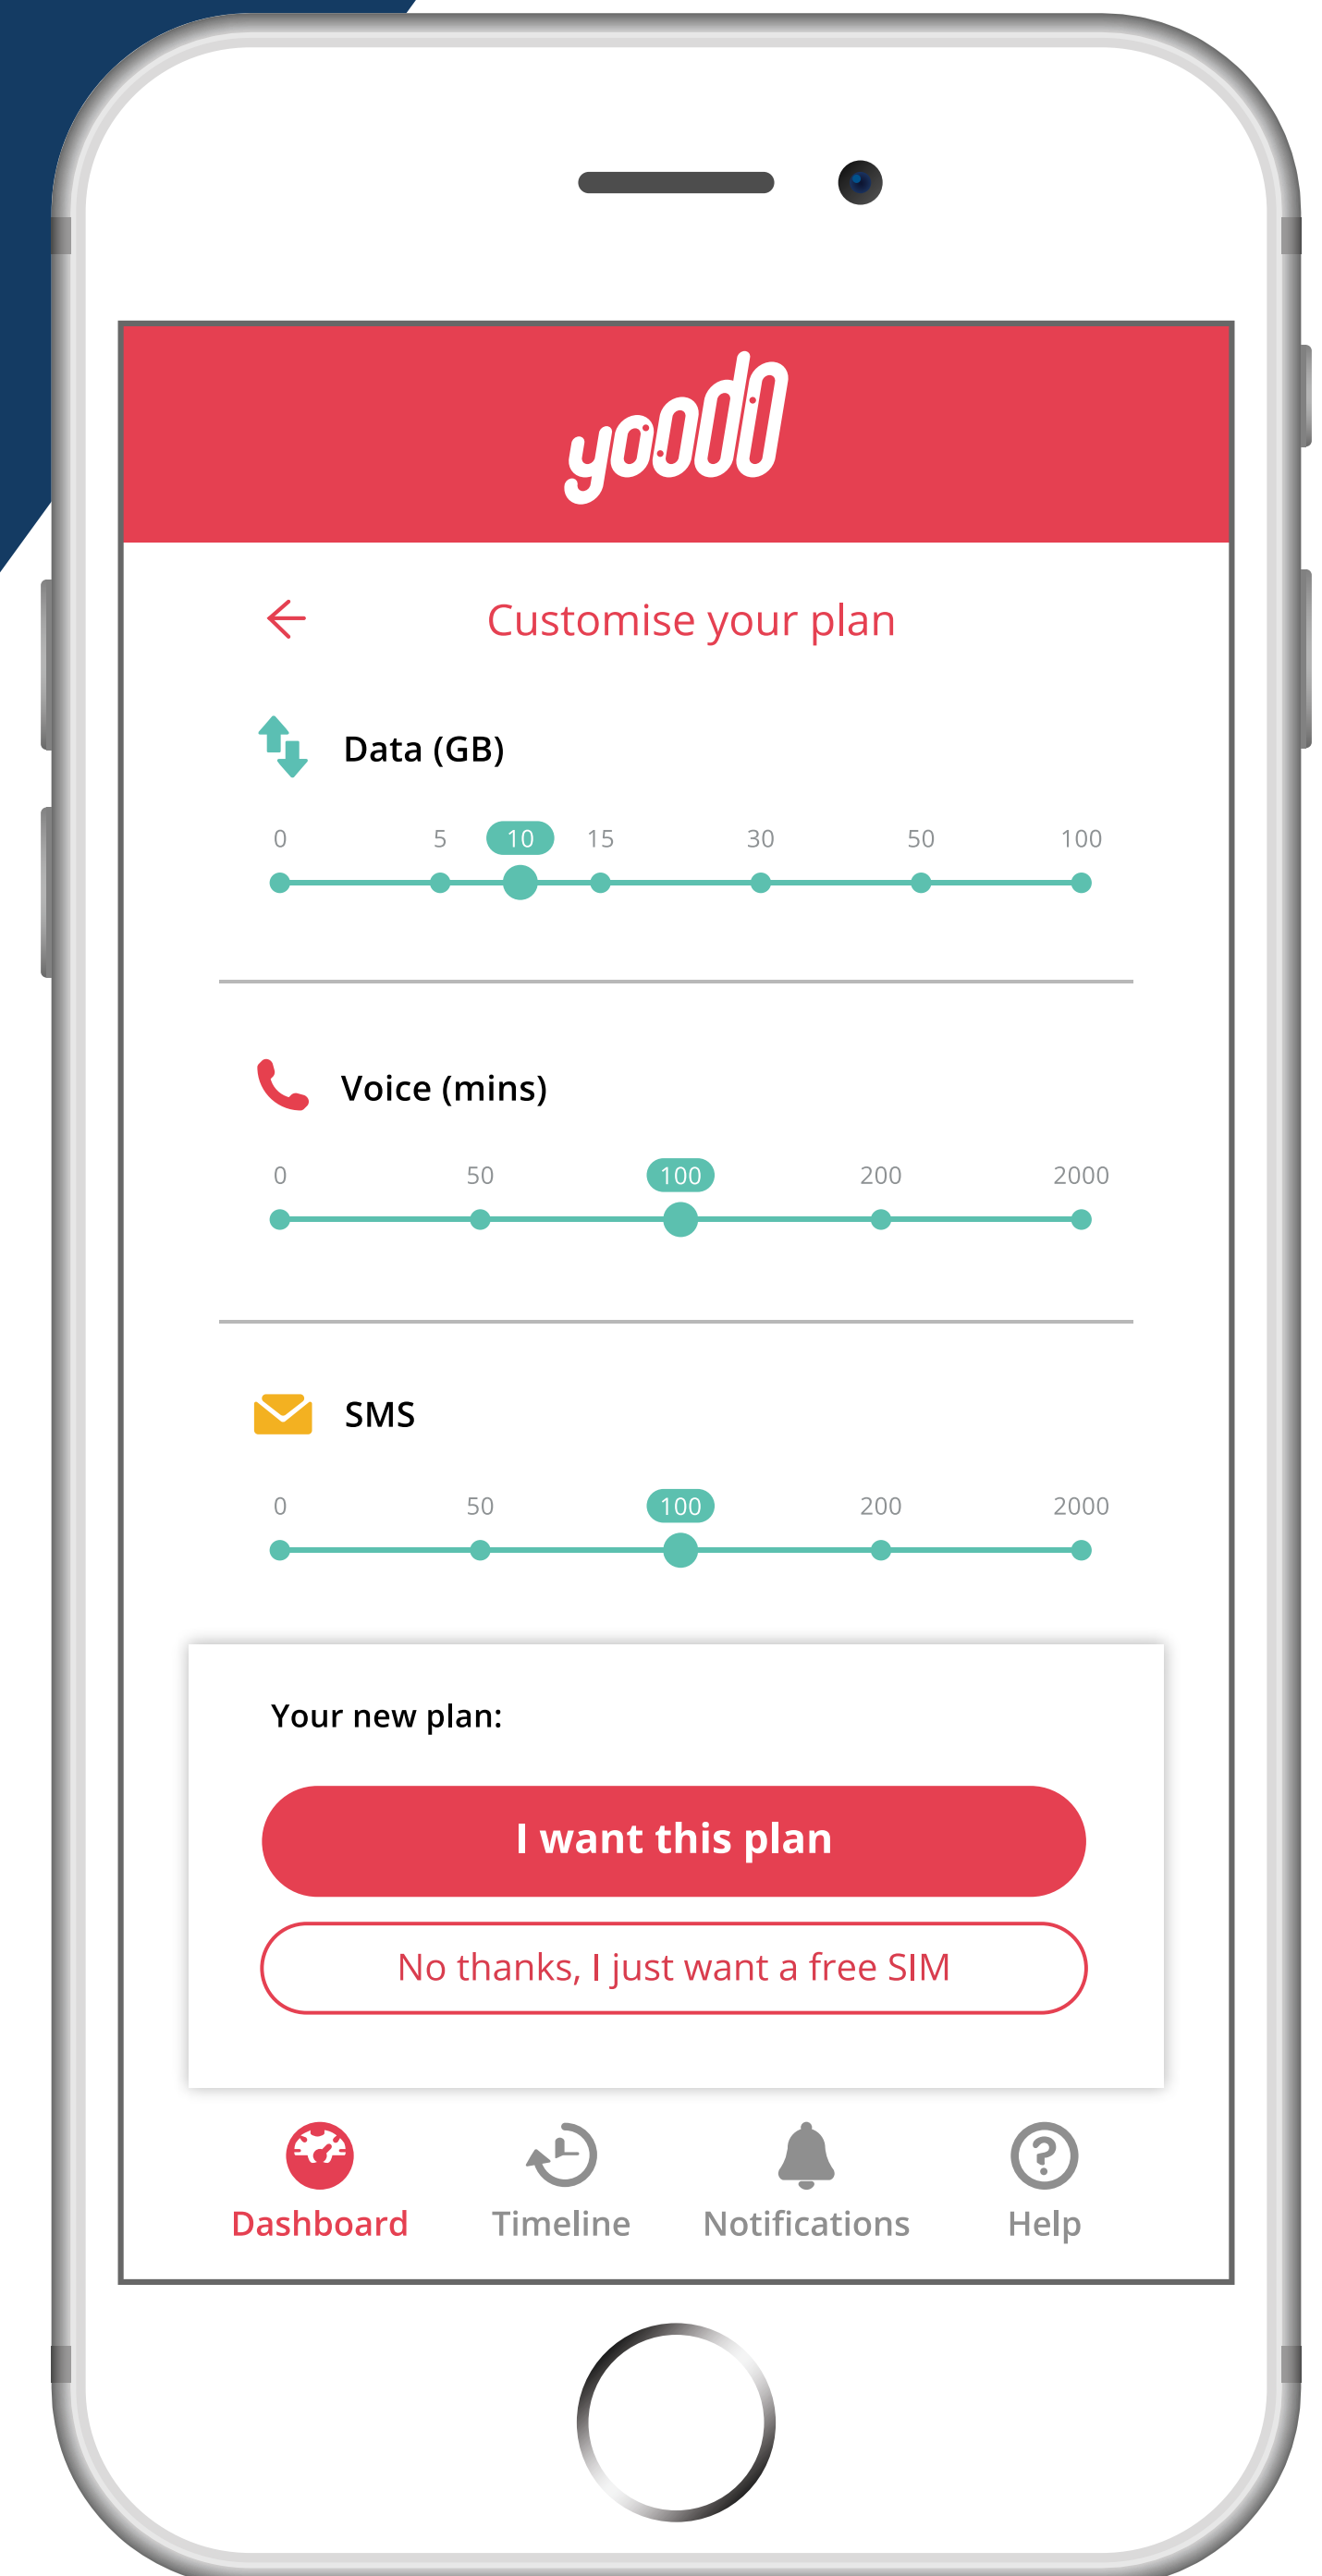 yoodo
Customise your plan
Data (GB)
0 5 10 15 30 50 100
Voice (mins)
0 50 100 200 2000
SMS
0 50 100 200 2000
Your new plan:
I want this plan
No thanks, I just want a free SIM
Dashboard Timeline Notifications Help